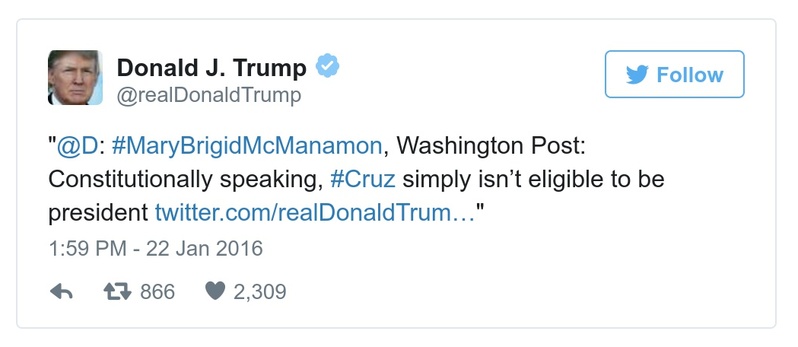 Donald J. Trump
@realDonaldTrump
Follow
"@D: #MaryBrigidMcManamon, Washington Post:
Constitutionally speaking, #Cruz simply isn’t eligible to be
president twitter.com/realDonaldTrum…"
1:59 PM - 22 Jan 2016
866 2,309